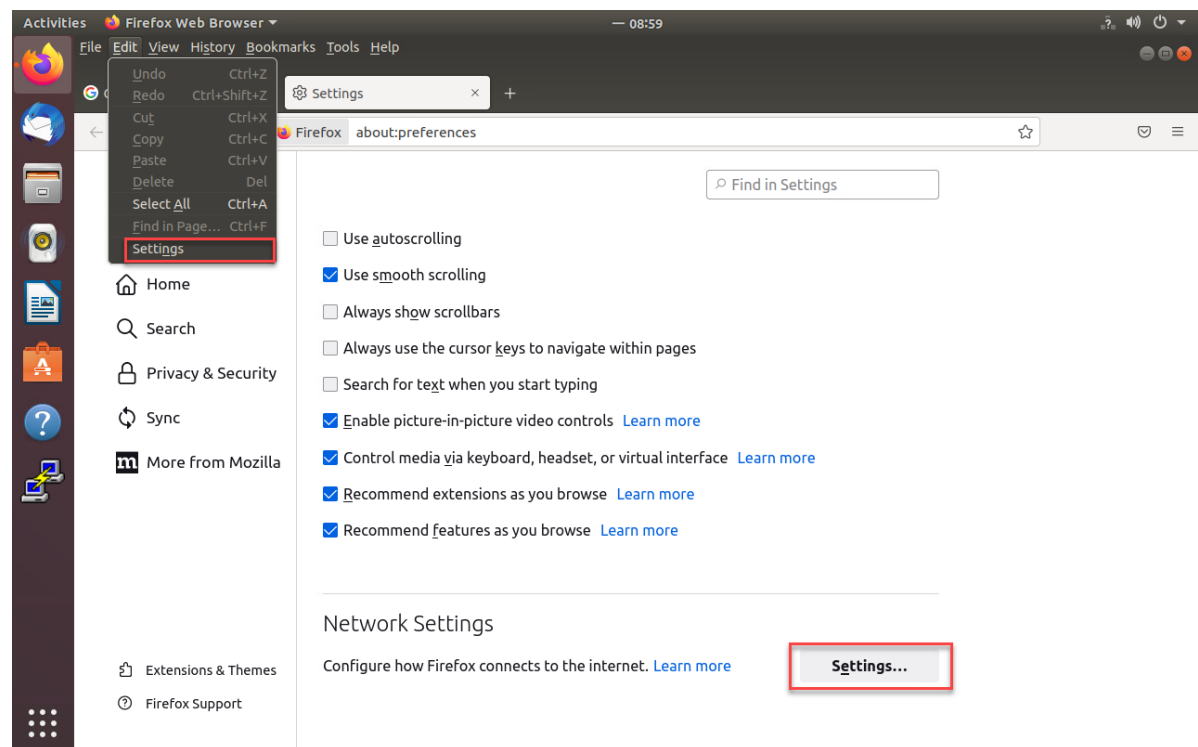 Activities Firefox Web Browser — 08:59
File Edit View History Bookmarks Tools Help
Undo Ctrl+Z
Redo Ctrl+Shift+Z
Cut Ctrl+X
Copy Ctrl+C
Paste Ctrl+V
Delete Del
Select All Ctrl+A
Find in Page... Ctrl+F
Settings
Settings × +
Firefox about:preferences
Find in Settings
Home
Search
Privacy & Security
Sync
More from Mozilla
Extensions & Themes
Firefox Support
Use autoscrolling
Use smooth scrolling
Always show scrollbars
Always use the cursor keys to navigate within pages
Search for text when you start typing
Enable picture-in-picture video controls Learn more
Control media via keyboard, headset, or virtual interface Learn more
Recommend extensions as you browse Learn more
Recommend features as you browse Learn more
Network Settings
Configure how Firefox connects to the internet. Learn more
Settings...